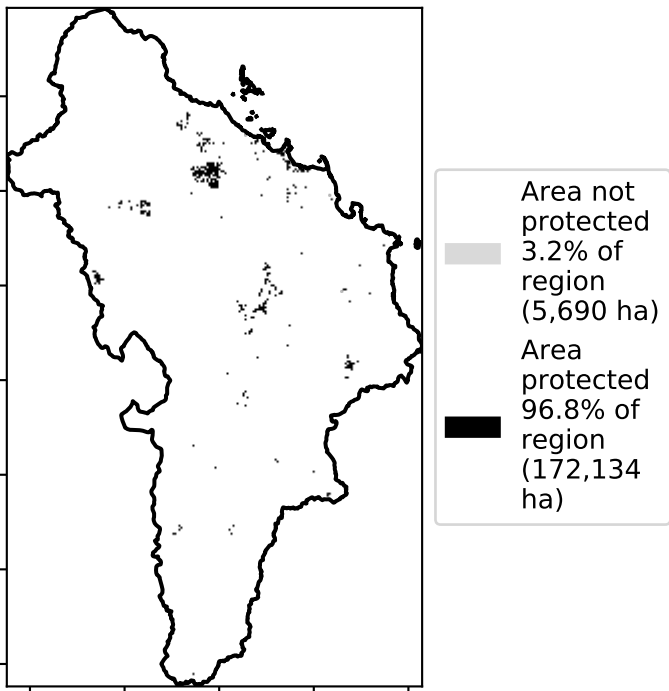 Area not
protected
3.2% of
region
(5,690 ha)
Area
protected
96.8% of
region
(172,134
ha)